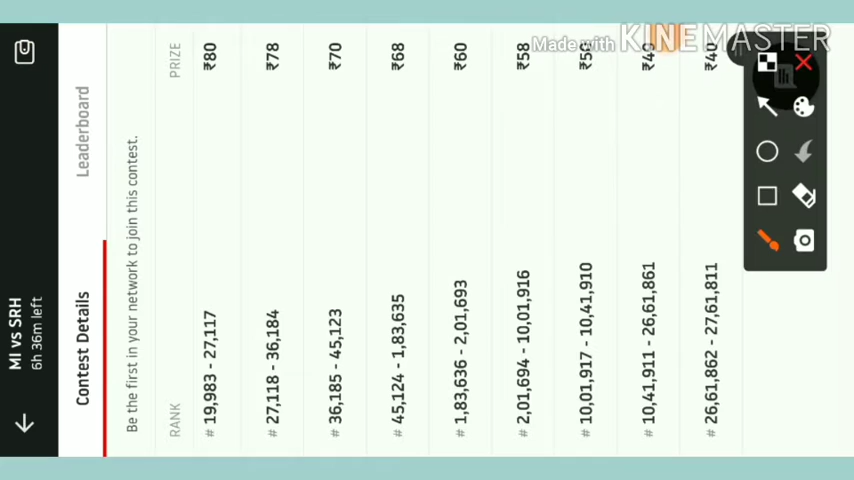 MI vs SRH
6h 36m left
Contest Details
Leaderboard
Be the first in your network to join this contest.
RANK PRIZE
# 19,983 - 27,117 ₹80
# 27,118 - 36,184 ₹78
# 36,185 - 45,123 ₹70
# 45,124 - 1,83,635 ₹68
# 1,83,636 - 2,01,693 ₹60
# 2,01,694 - 10,01,916 ₹58
# 10,01,917 - 10,41,910
# 10,41,911 - 26,61,861
# 26,61,862 - 27,61,811 ₹40
Made with KINEMASTER